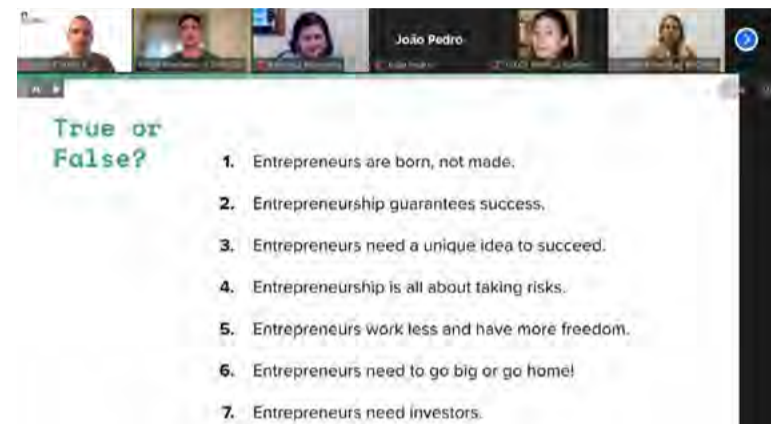 João Pedro
True or
False?
1. Entrepreneurs are born, not made.
2. Entrepreneurship guarantees success.
3. Entrepreneurs need a unique idea to succeed.
4. Entrepreneurship is all about taking risks.
5. Entrepreneurs work less and have more freedom.
6. Entrepreneurs need to go big or go home!
7. Entrepreneurs need investors.